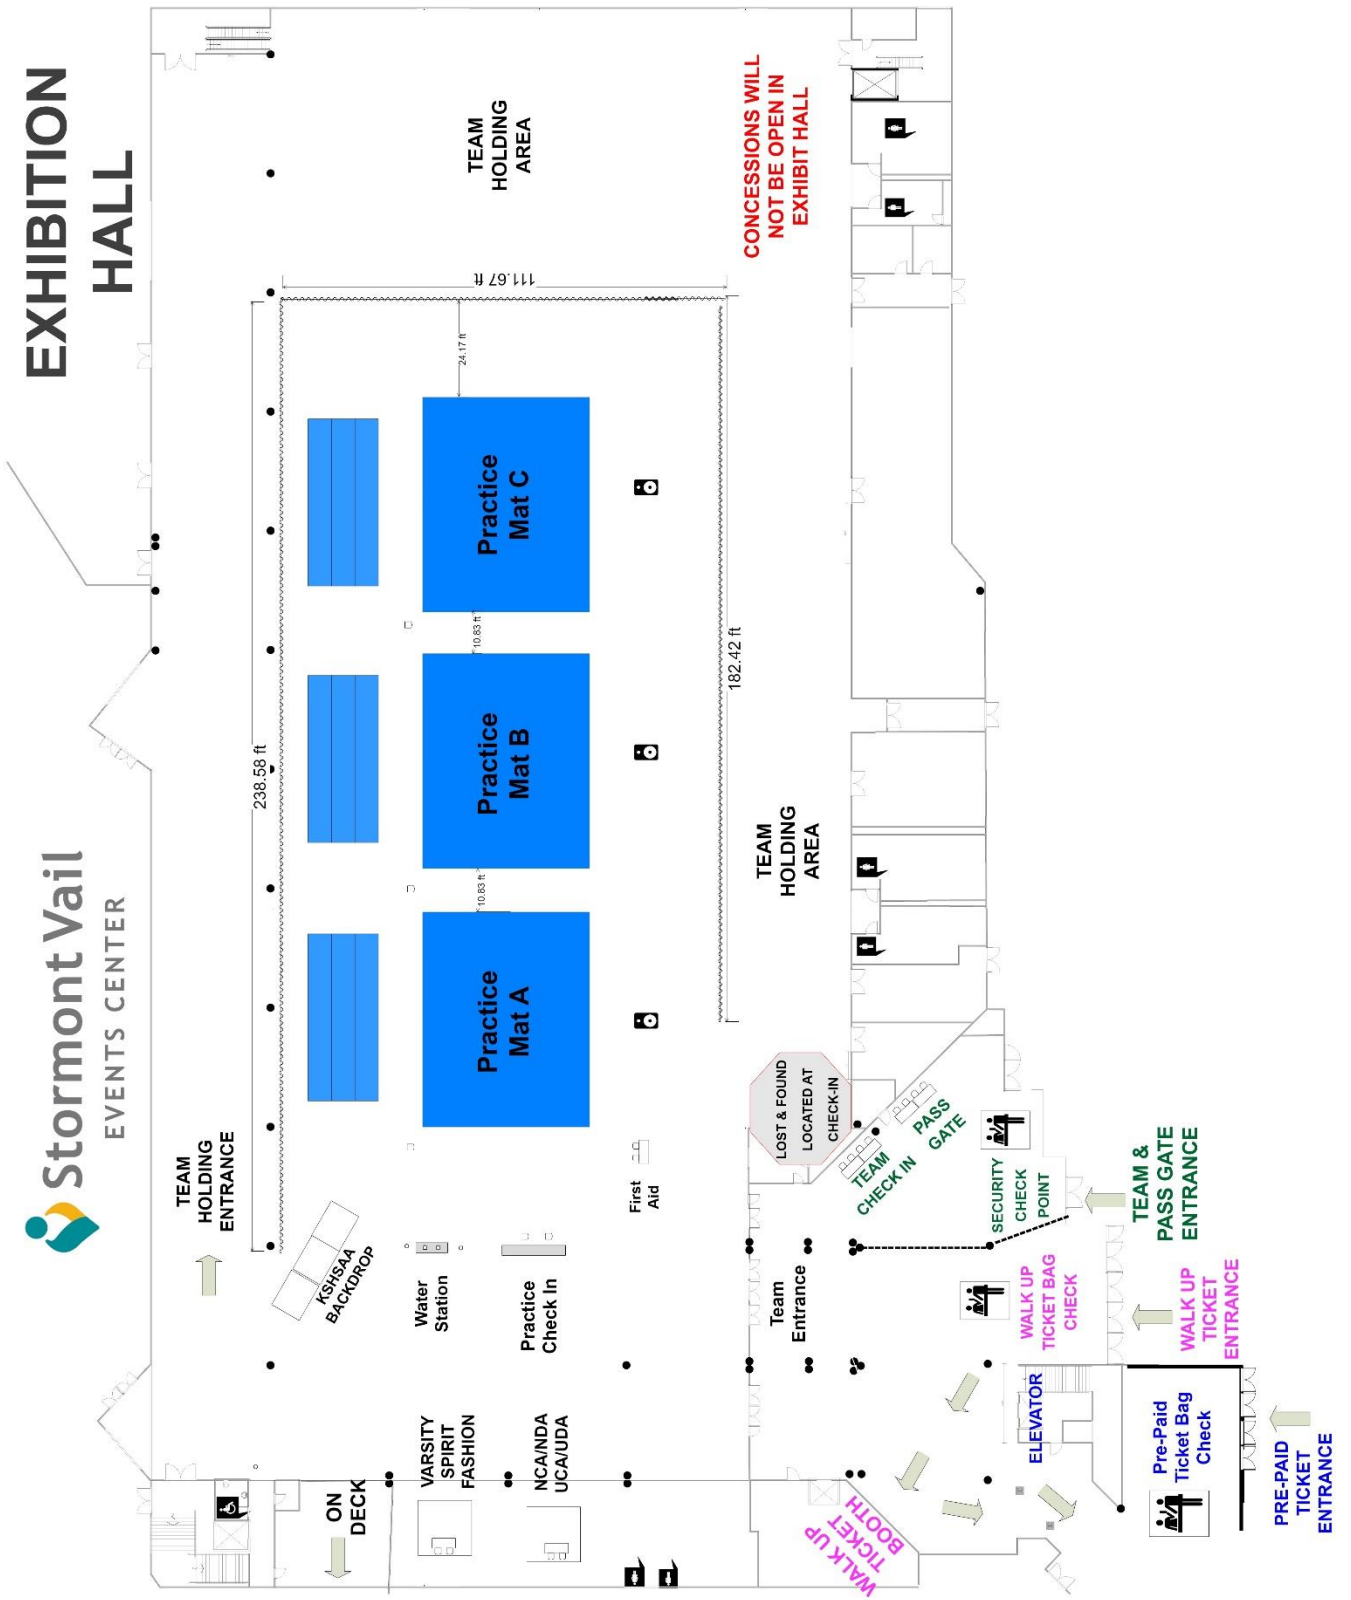 EXHIBITION
HALL
Stormont Vail
EVENTS CENTER
TEAM
HOLDING
AREA
CONCESSIONS WILL
NOT BE OPEN IN
EXHIBIT HALL
111.67 ft
238.58 ft
24.17 ft
Practice
Mat C
10.83 ft
Practice
Mat B
10.83 ft
Practice
Mat A
182.42 ft
TEAM
HOLDING
AREA
TEAM
HOLDING
ENTRANCE
KSHSAA
BACKDROP
Water
Station
Practice
Check In
First
Aid
LOST & FOUND
LOCATED AT
CHECK-IN
TEAM
CHECK IN
PASS
GATE
SECURITY
CHECK
POINT
TEAM &
PASS GATE
ENTRANCE
Team
Entrance
WALK UP
TICKET BAG
CHECK
WALK UP
TICKET
ENTRANCE
ON
DECK
VARSITY
SPIRIT
FASHION
NCA/NDA
UCA/UDA
WALK UP
TICKET
BOOTH
ELEVATOR
Pre-Paid
Ticket Bag
Check
PRE-PAID
TICKET
ENTRANCE